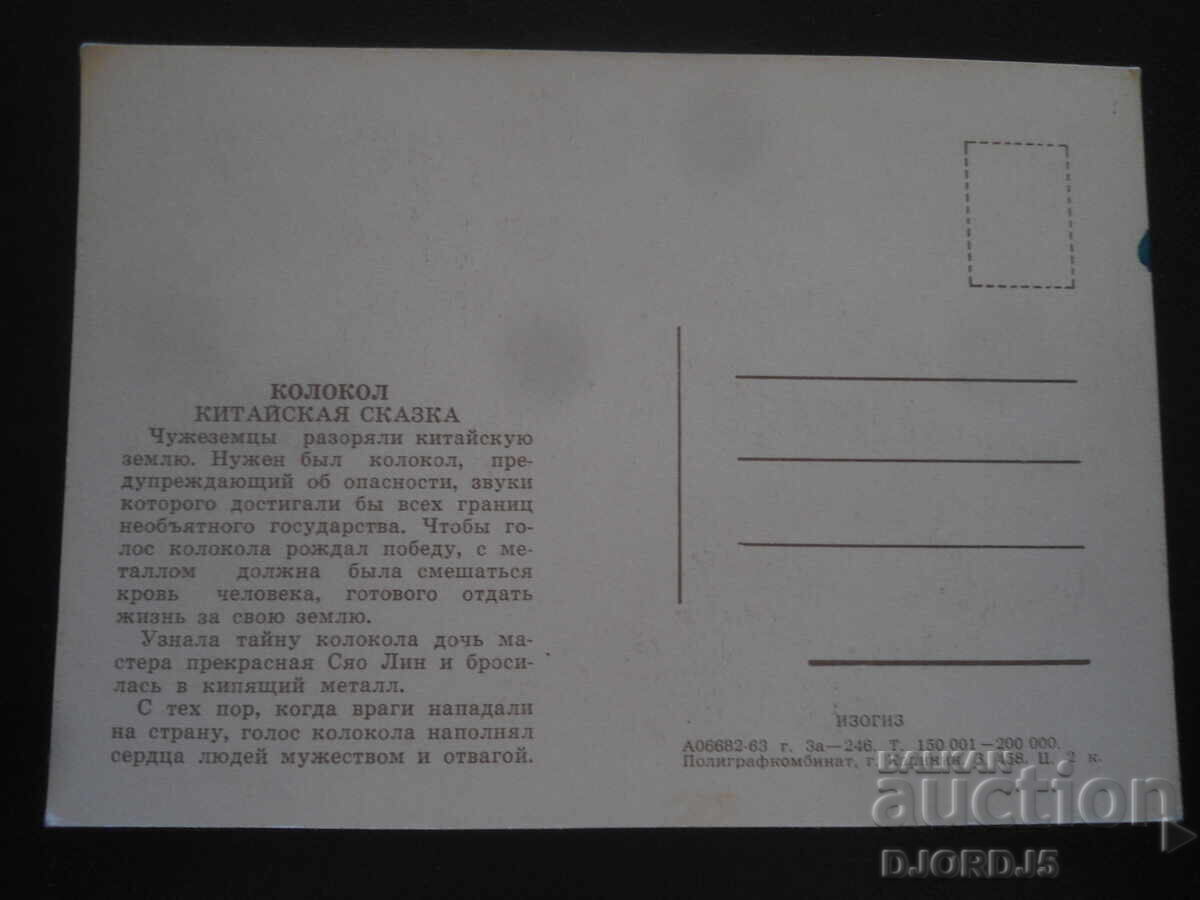 КОЛОКОЛ
КИТАЙСКАЯ СКАЗКА
Чужеземцы разоряли китайскую
землю. Нужен был колокол, пре-
дупреждающий об опасности, звуки
которого достигали бы всех границ
необъятного государства. Чтобы го-
лос колокола рождал победу, с ме-
таллом должна была смешаться
кровь человека, готового отдать
жизнь за свою землю.
Узнала тайну колокола дочь ма-
стера прекрасная Сяо Лин и броси-
лась в кипящий металл.
С тех пор, когда враги нападали
на страну, голос колокола наполнял
сердца людей мужеством и отвагой.
ИЗОГИЗ
А06682-63 г. За—246. Т. 150 001—200 000.
Полиграфкомбинат, г. Калинин З. 458. Ц. 2 к.
BALKAN
auction
DJORDJ5